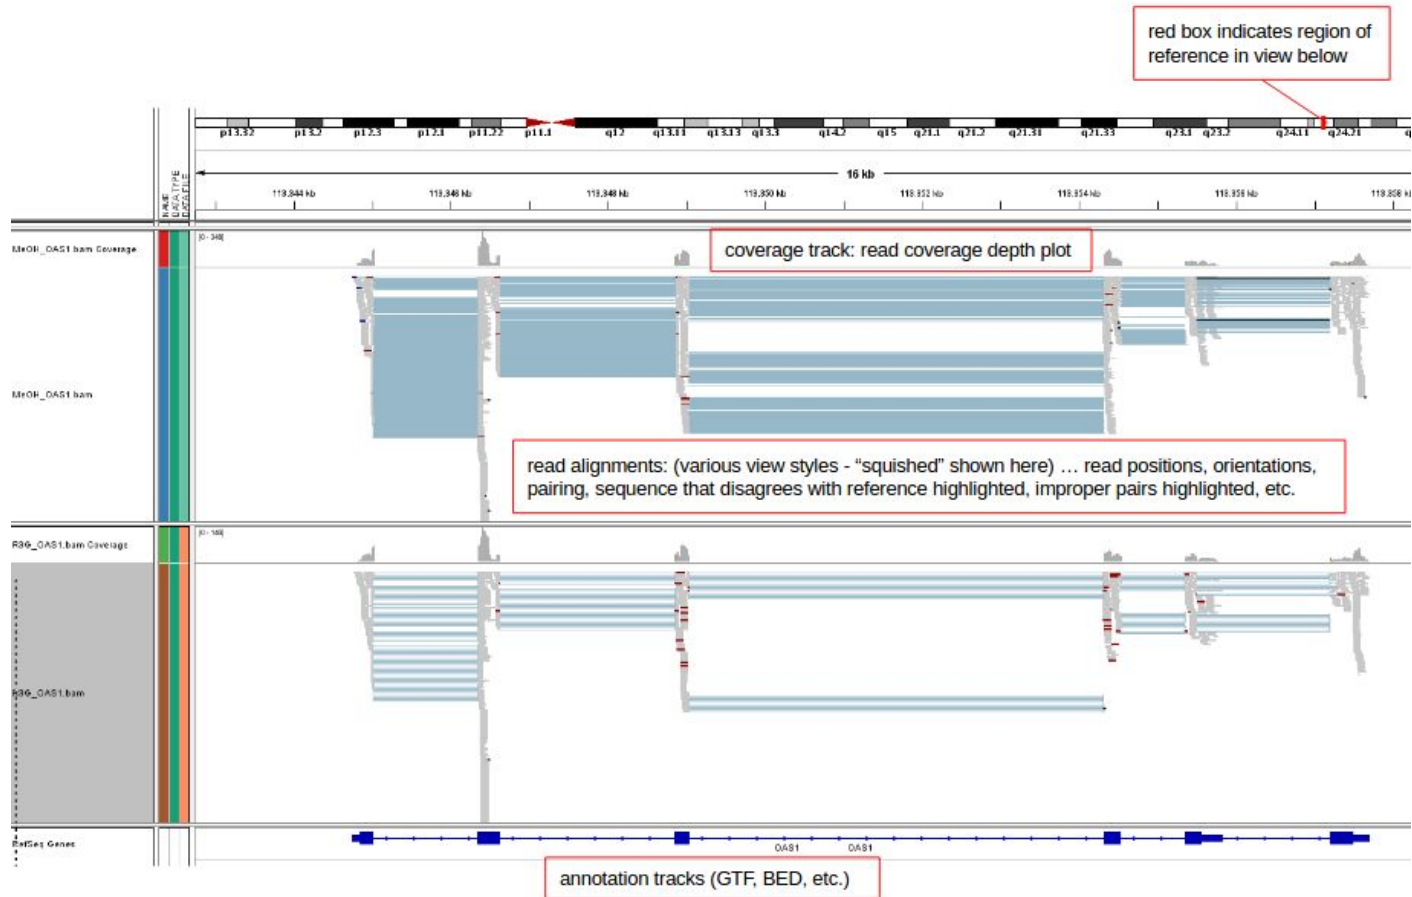 red box indicates region of
reference in view below
p13.32 p13.2 p12.3 p12.1 p11.22 p11.1 q12 q13.11 q13.13 q13.3 q14.2 q15 q21.1 q21.2 q21.31 q21.33 q23.1 q23.2 q24.11 q24.21
16 kb
NAME
DATA TYPE
DATA FILE
[0 - 348]
MeOH_OAS1.bam Coverage
coverage track: read coverage depth plot
MeOH_OAS1.bam
read alignments: (various view styles - “squished” shown here) … read positions, orientations,
pairing, sequence that disagrees with reference highlighted, improper pairs highlighted, etc.
R3G_OAS1.bam Coverage
R3G_OAS1.bam
RefSeq Genes
OAS1 OAS1
annotation tracks (GTF, BED, etc.)